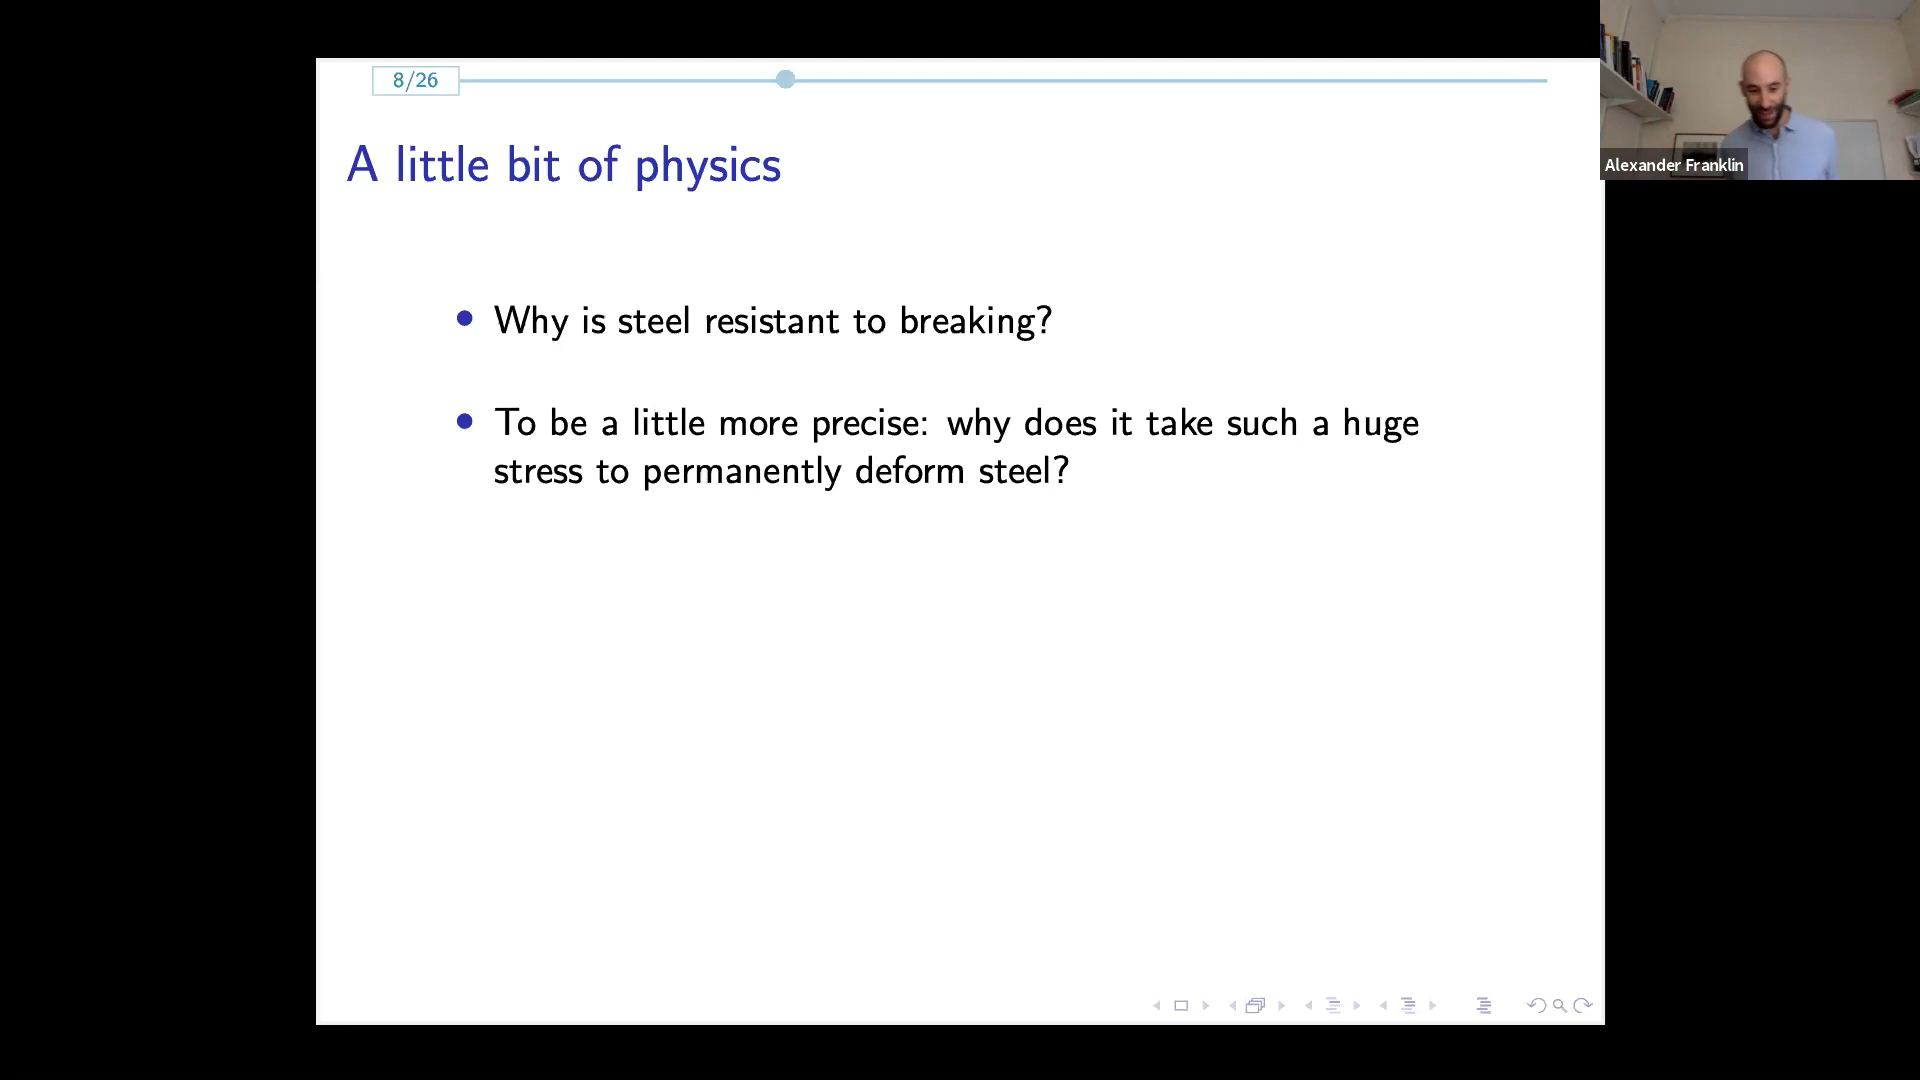 8/26
Alexander Franklin
A little bit of physics
Why is steel resistant to breaking?
To be a little more precise: why does it take such a huge
stress to permanently deform steel?